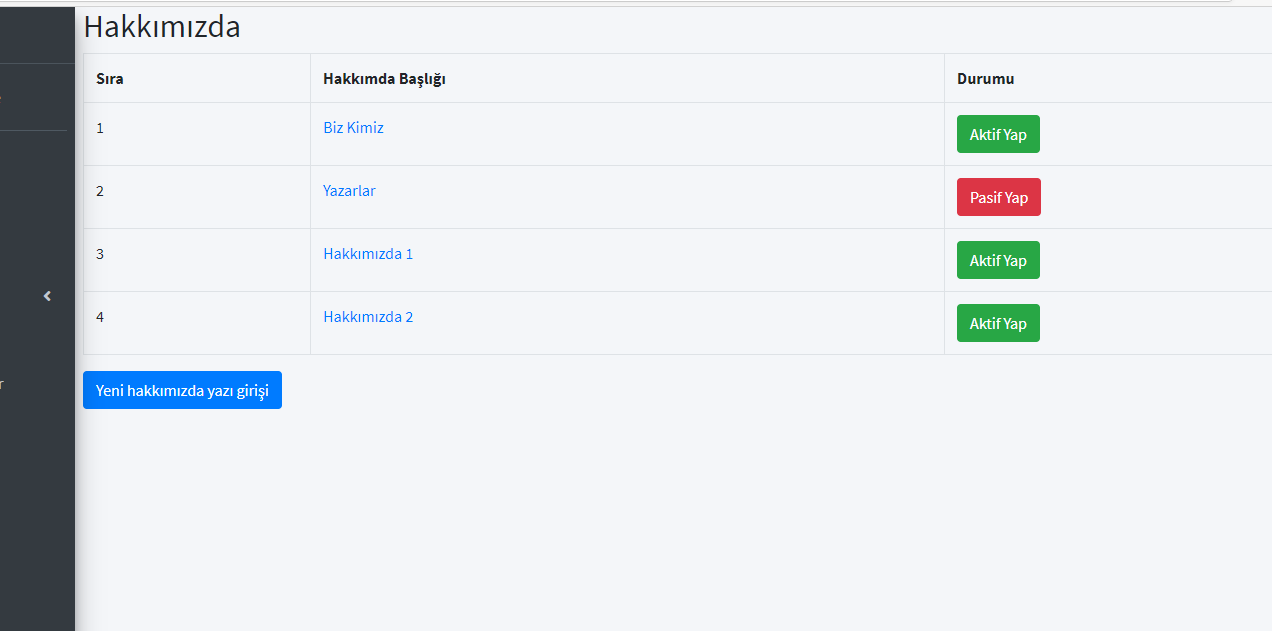 Hakkımızda
Sıra Hakkımda Başlığı Durumu
1 Biz Kimiz Aktif Yap
2 Yazarlar Pasif Yap
3 Hakkımızda 1 Aktif Yap
4 Hakkımızda 2 Aktif Yap
Yeni hakkımızda yazı girişi